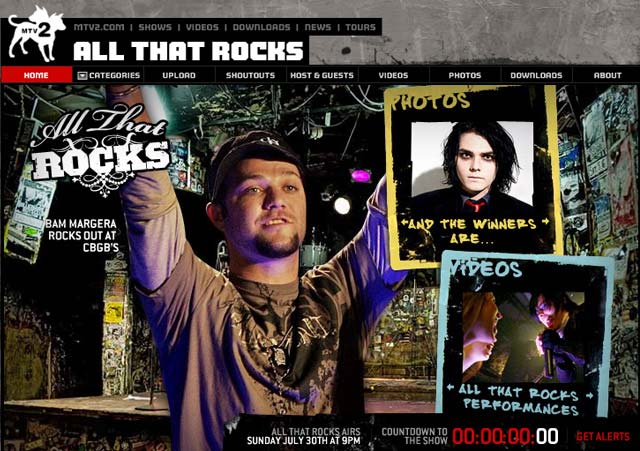 MTV2
MTV2.COM | SHOWS | VIDEOS | DOWNLOADS | NEWS | TOURS
ALL THAT ROCKS
HOME CATEGORIES UPLOAD SHOUTOUTS HOST & GUESTS VIDEOS PHOTOS DOWNLOADS ABOUT
All That
ROCKS
BAM MARGERA
ROCKS OUT AT
CBGB'S
PHOTOS
AND THE WINNERS
ARE...
VIDEOS
ALL THAT ROCKS
PERFORMANCES
ALL THAT ROCKS AIRS
SUNDAY JULY 30TH AT 9PM
COUNTDOWN TO
THE SHOW
00:00:00:00
GET ALERTS